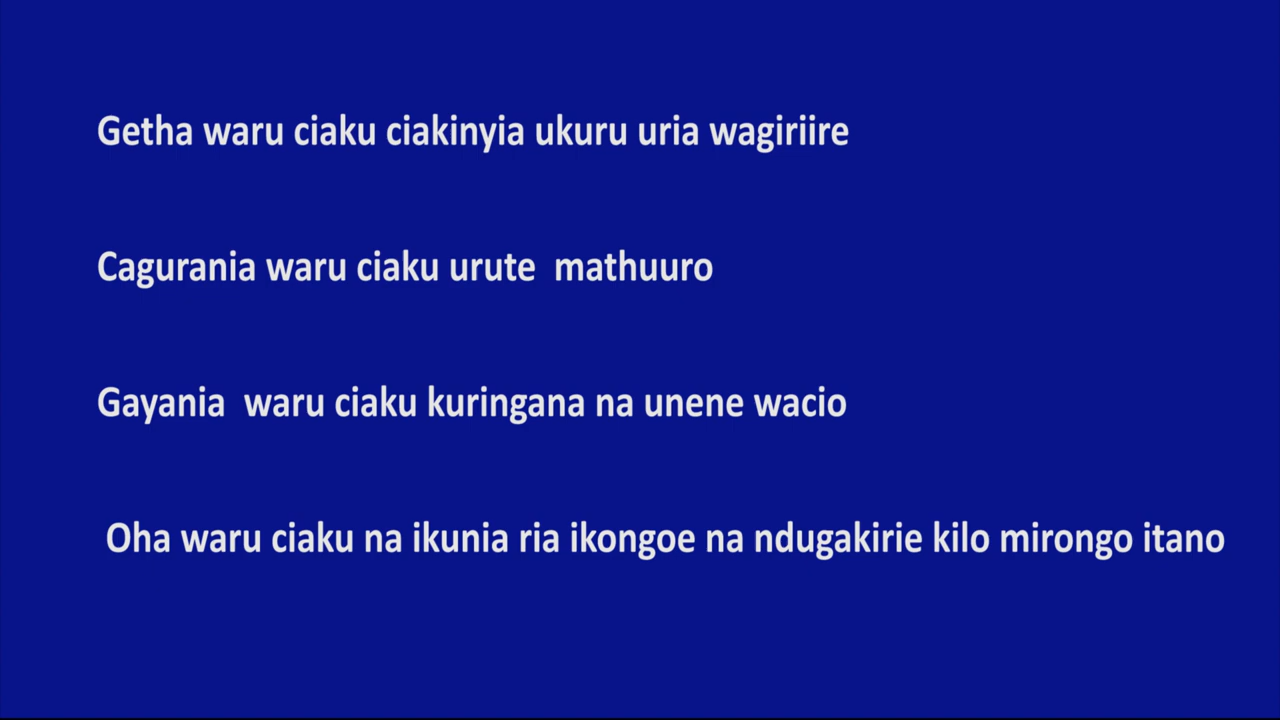 Getha waru ciaku ciakinyia ukuru uria wagiriire
Cagurania waru ciaku urute mathuuro
Gayania waru ciaku kuringana na unene wacio
Oha waru ciaku na ikunia ria ikongoe na ndugakirie kilo mirongo itano